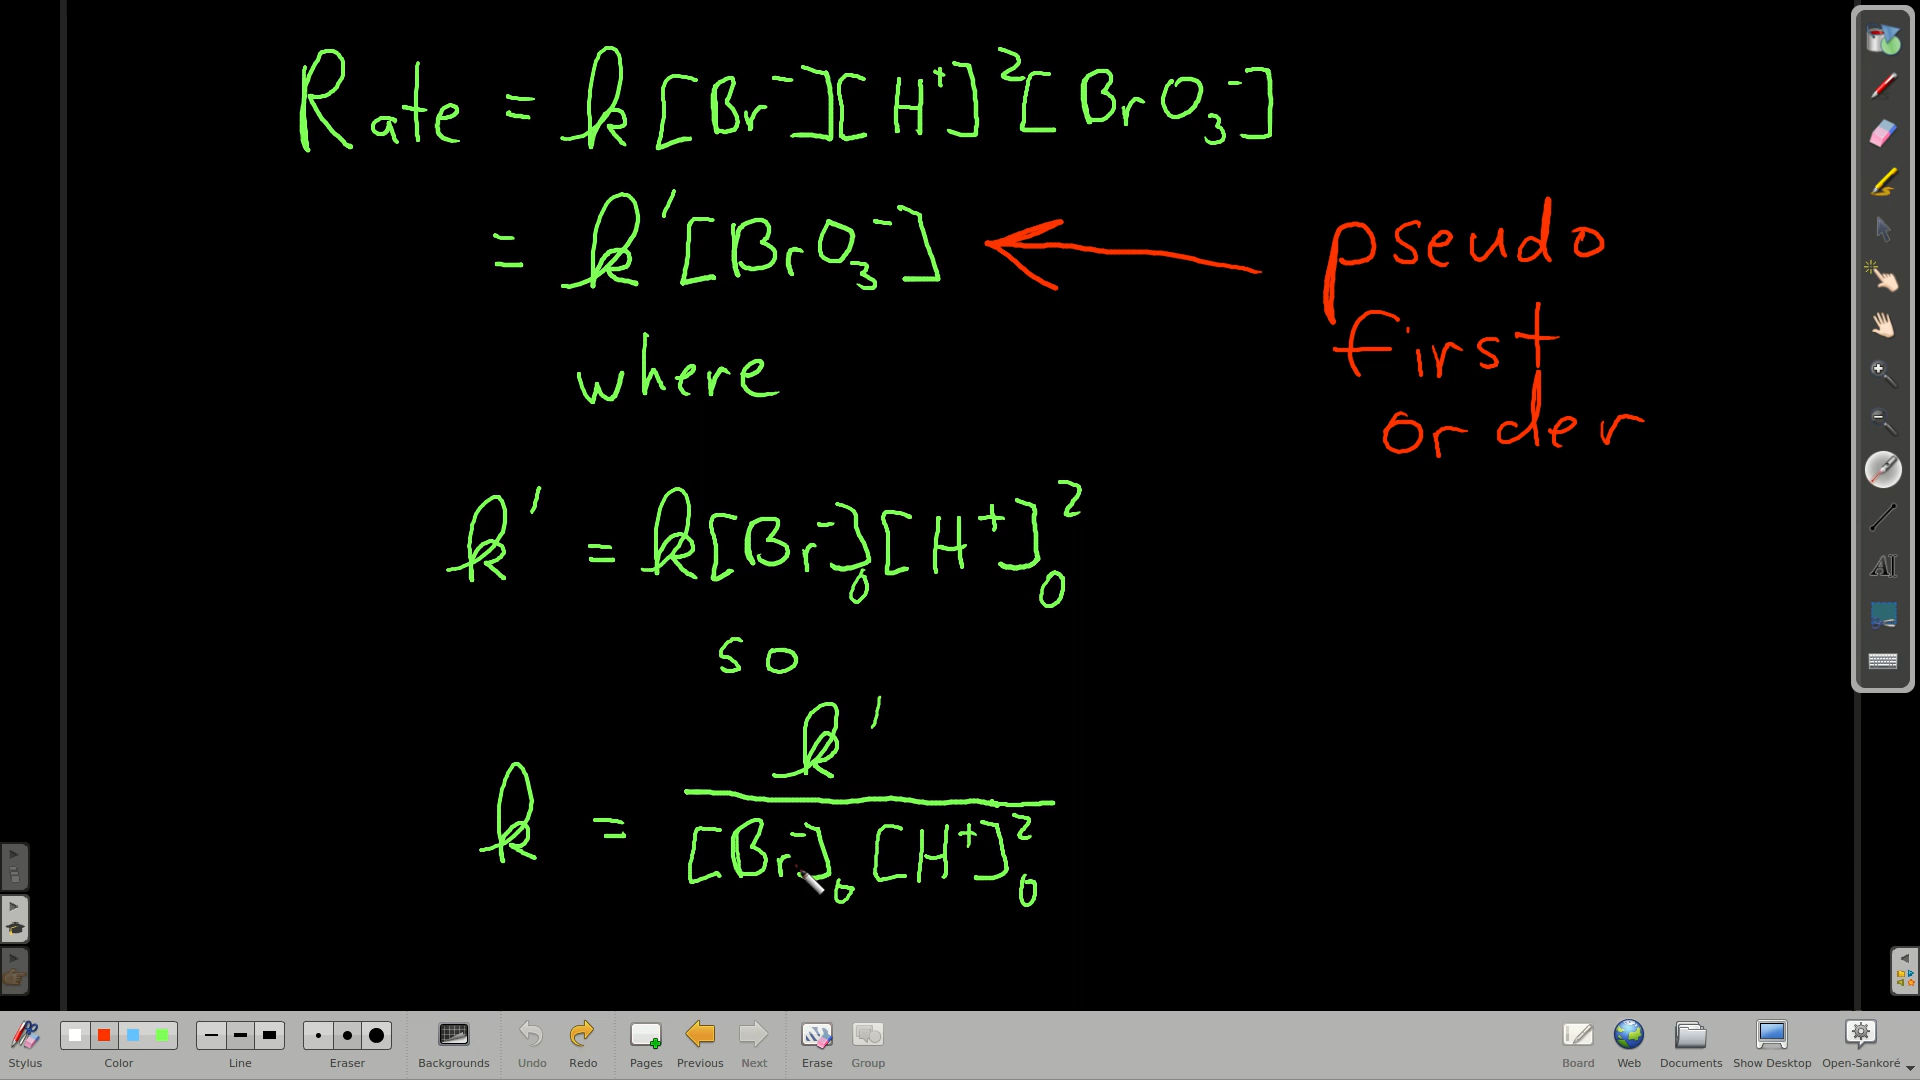 Rate = k[Br⁻][H⁺]²[BrO₃⁻]
= k'[BrO₃⁻]
pseudo
first
order
where
k' = k[Br⁻]₀[H⁺]₀²
so
k'
k = ―――――
[Br⁻]₀ [H⁺]₀²
AI
Stylus Color Line Eraser Backgrounds Undo Redo Pages Previous Next Erase Group Board Web Documents Show Desktop Open-Sankoré